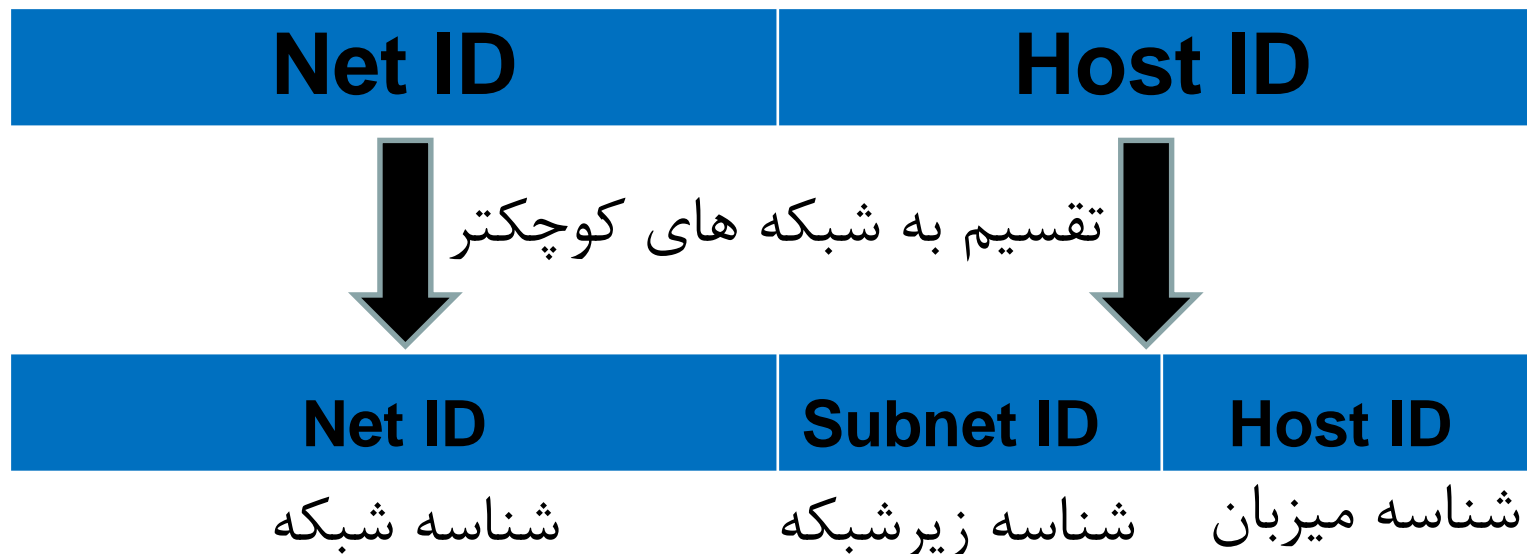 Net ID Host ID
تقسیم به شبکه های کوچکتر
Net ID Subnet ID Host ID
شناسه شبکه شناسه زیرشبکه شناسه میزبان